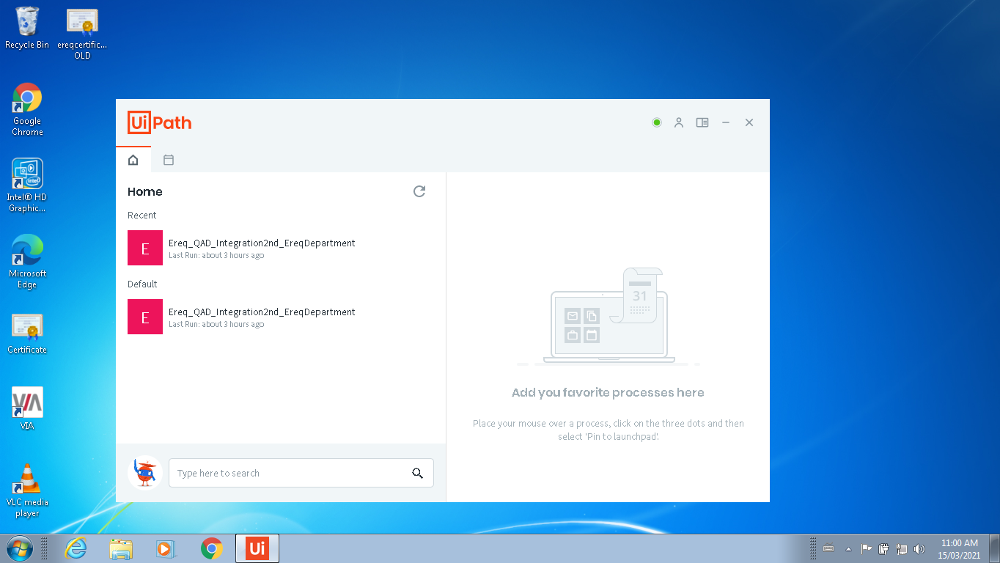 Recycle Bin
ereqcertific...
OLD
Google
Chrome
Intel® HD
Graphic...
Microsoft
Edge
Certificate
VIA
VIA
VLC media
player
Ui Path
Home
Recent
E
Ereq_QAD_Integration2nd_EreqDepartment
Last Run: about 3 hours ago
Default
E
Ereq_QAD_Integration2nd_EreqDepartment
Last Run: about 3 hours ago
Type here to search
31
Add you favorite processes here
Place your mouse over a process, click on the three dots and then
select 'Pin to launchpad'.
Ui
11:00 AM
15/03/2021